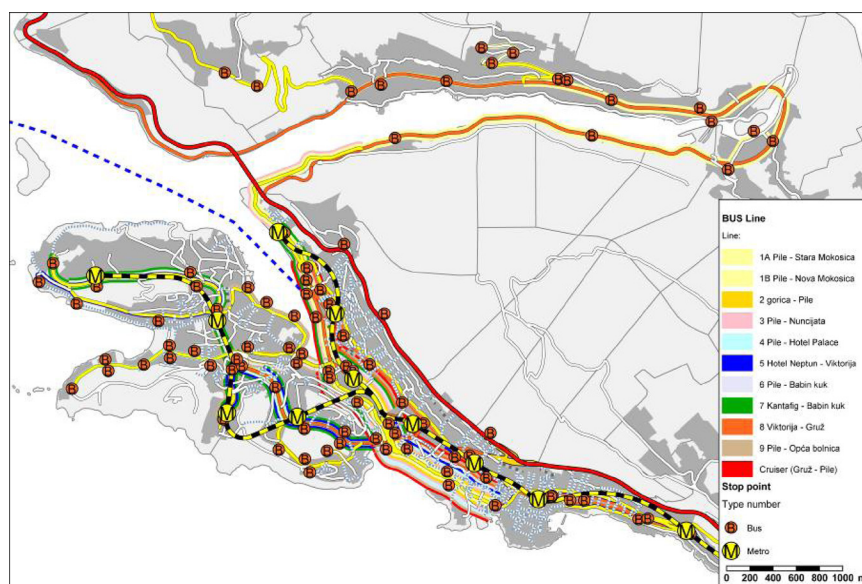 BUS Line
Line:
1A Pile - Stara Mokosica
1B Pile - Nova Mokosica
2 gorica - Pile
3 Pile - Nuncijata
4 Pile - Hotel Palace
5 Hotel Neptun - Viktorija
6 Pile - Babin kuk
7 Kantafig - Babin kuk
8 Viktorija - Gruž
9 Pile - Opća bolnica
Cruiser (Gruž - Pile)
Stop point
Type number
B Bus
M Metro
0 200 400 600 800 1000 m